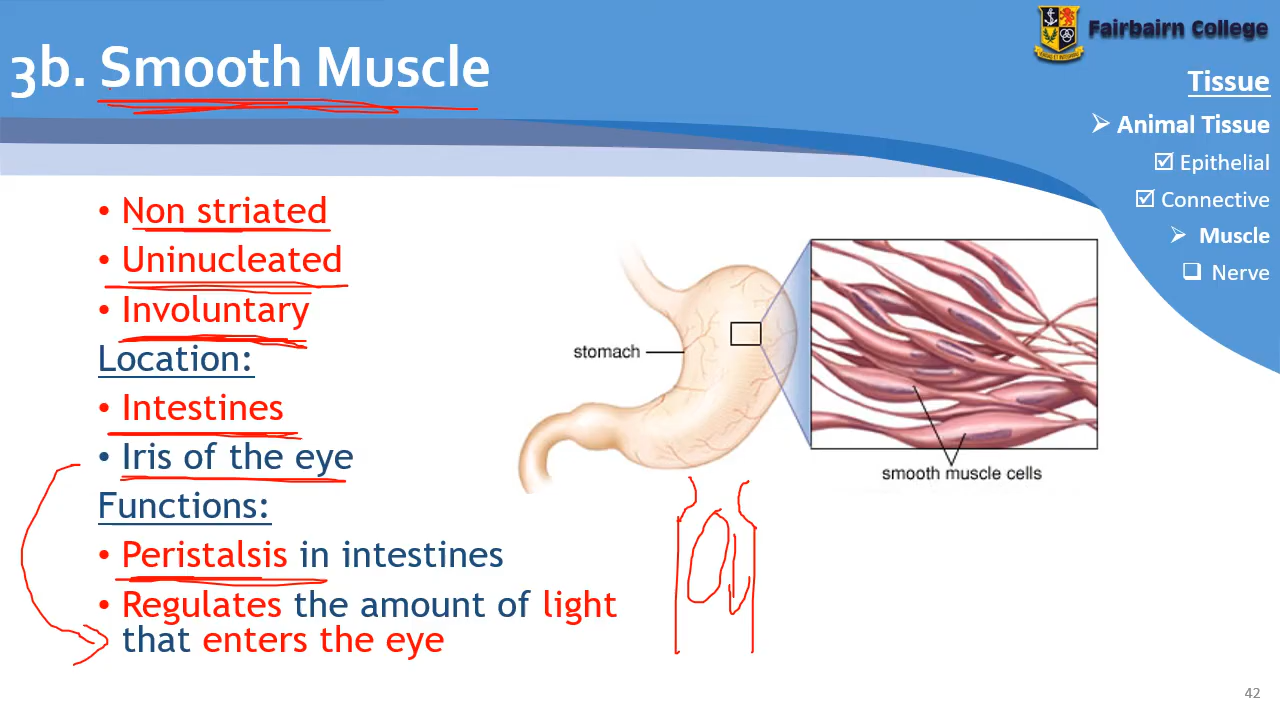 Fairbairn College
3b. Smooth Muscle
Tissue
➢ Animal Tissue
☑ Epithelial
☑ Connective
➢ Muscle
❑ Nerve
• Non striated
• Uninucleated
• Involuntary
Location:
• Intestines
• Iris of the eye
Functions:
• Peristalsis in intestines
• Regulates the amount of light
that enters the eye
stomach
smooth muscle cells
42